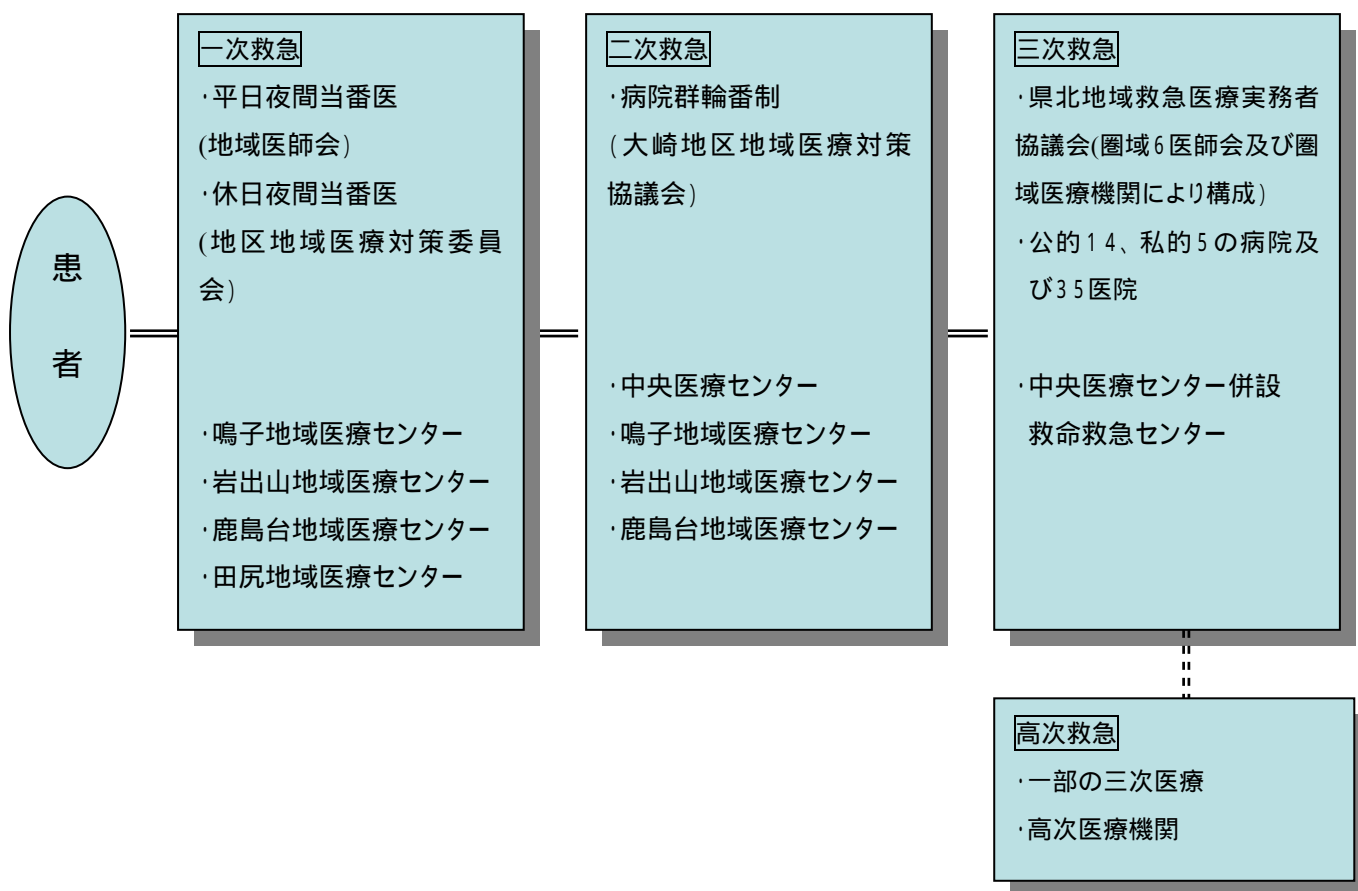 患
者
一次救急
・平日夜間当番医
(地域医師会)
・休日夜間当番医
(地区地域医療対策委員
会)
・鳴子地域医療センター
・岩出山地域医療センター
・鹿島台地域医療センター
・田尻地域医療センター
二次救急
・病院群輪番制
(大崎地区地域医療対策
協議会)
・中央医療センター
・鳴子地域医療センター
・岩出山地域医療センター
・鹿島台地域医療センター
三次救急
・県北地域救急医療実務者
協議会(圏域6医師会及び圏
域医療機関により構成)
・公的14、私的5の病院及
び35医院
・中央医療センター併設
救命救急センター
高次救急
・一部の三次医療
・高次医療機関